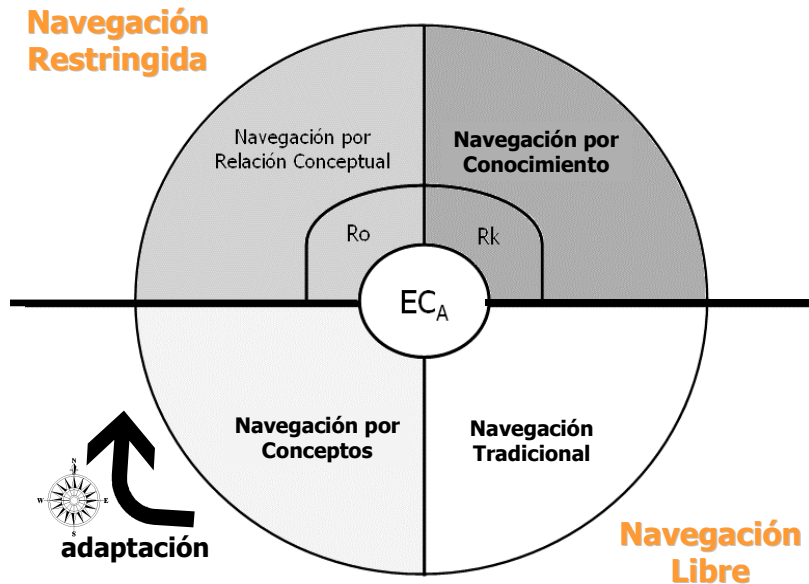 Navegación
Restringida
Navegación por
Relación Conceptual
Navegación por
Conocimiento
Ro
Rk
EC_A
Navegación por
Conceptos
Navegación
Tradicional
N
W
E
S
adaptación
Navegación
Libre